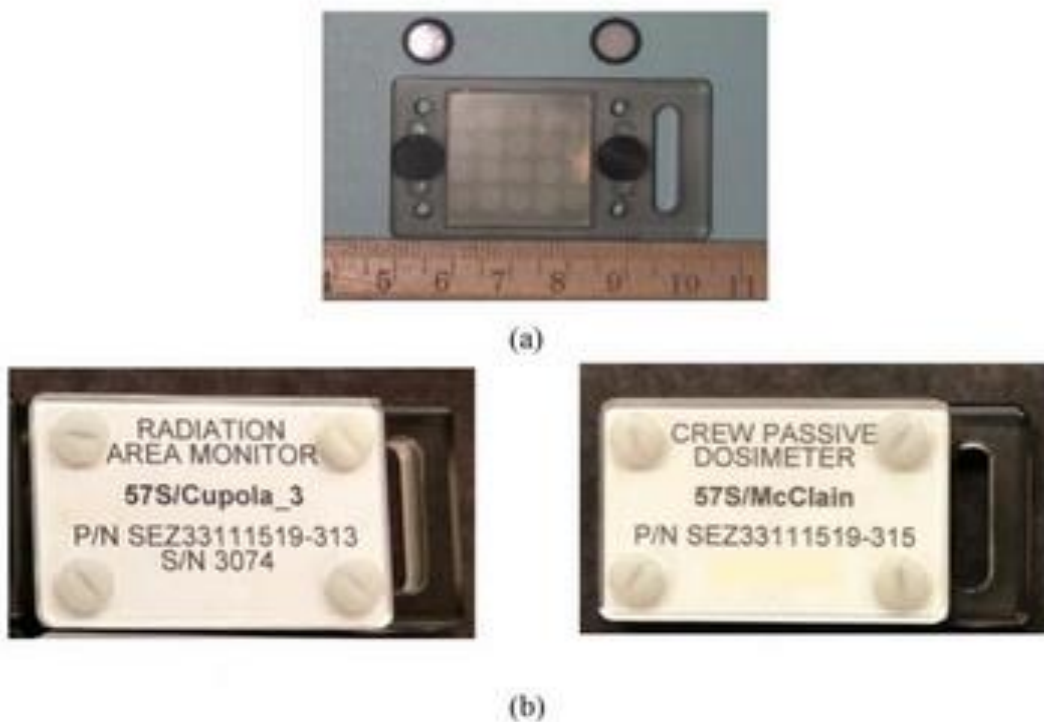 4 5 6 7 8 9 10 11
(a)
RADIATION
AREA MONITOR
57S/Cupola_3
P/N SEZ33111519-313
S/N 3074
CREW PASSIVE
DOSIMETER
57S/McClain
P/N SEZ33111519-315
(b)